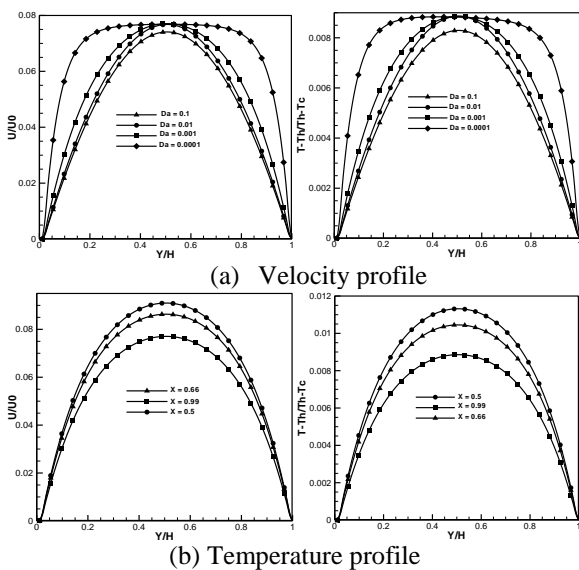 0.08
0.06
0.04
0.02
0
U/U0
Da = 0.1
Da = 0.01
Da = 0.001
Da = 0.0001
0 0.2 0.4 0.6 0.8 1
Y/H
0.008
0.006
0.004
0.002
0
T-Th/Th-Tc
Da = 0.1
Da = 0.01
Da = 0.001
Da = 0.0001
0 0.2 0.4 0.6 0.8 1
Y/H
(a) Velocity profile
0.08
0.06
0.04
0.02
0
U/U0
X = 0.66
X = 0.99
X = 0.5
0 0.2 0.4 0.6 0.8 1
Y/H
0.012
0.01
0.008
0.006
0.004
0.002
0
T-Th/Th-Tc
X = 0.5
X = 0.99
X = 0.66
0 0.2 0.4 0.6 0.8 1
Y/H
(b) Temperature profile